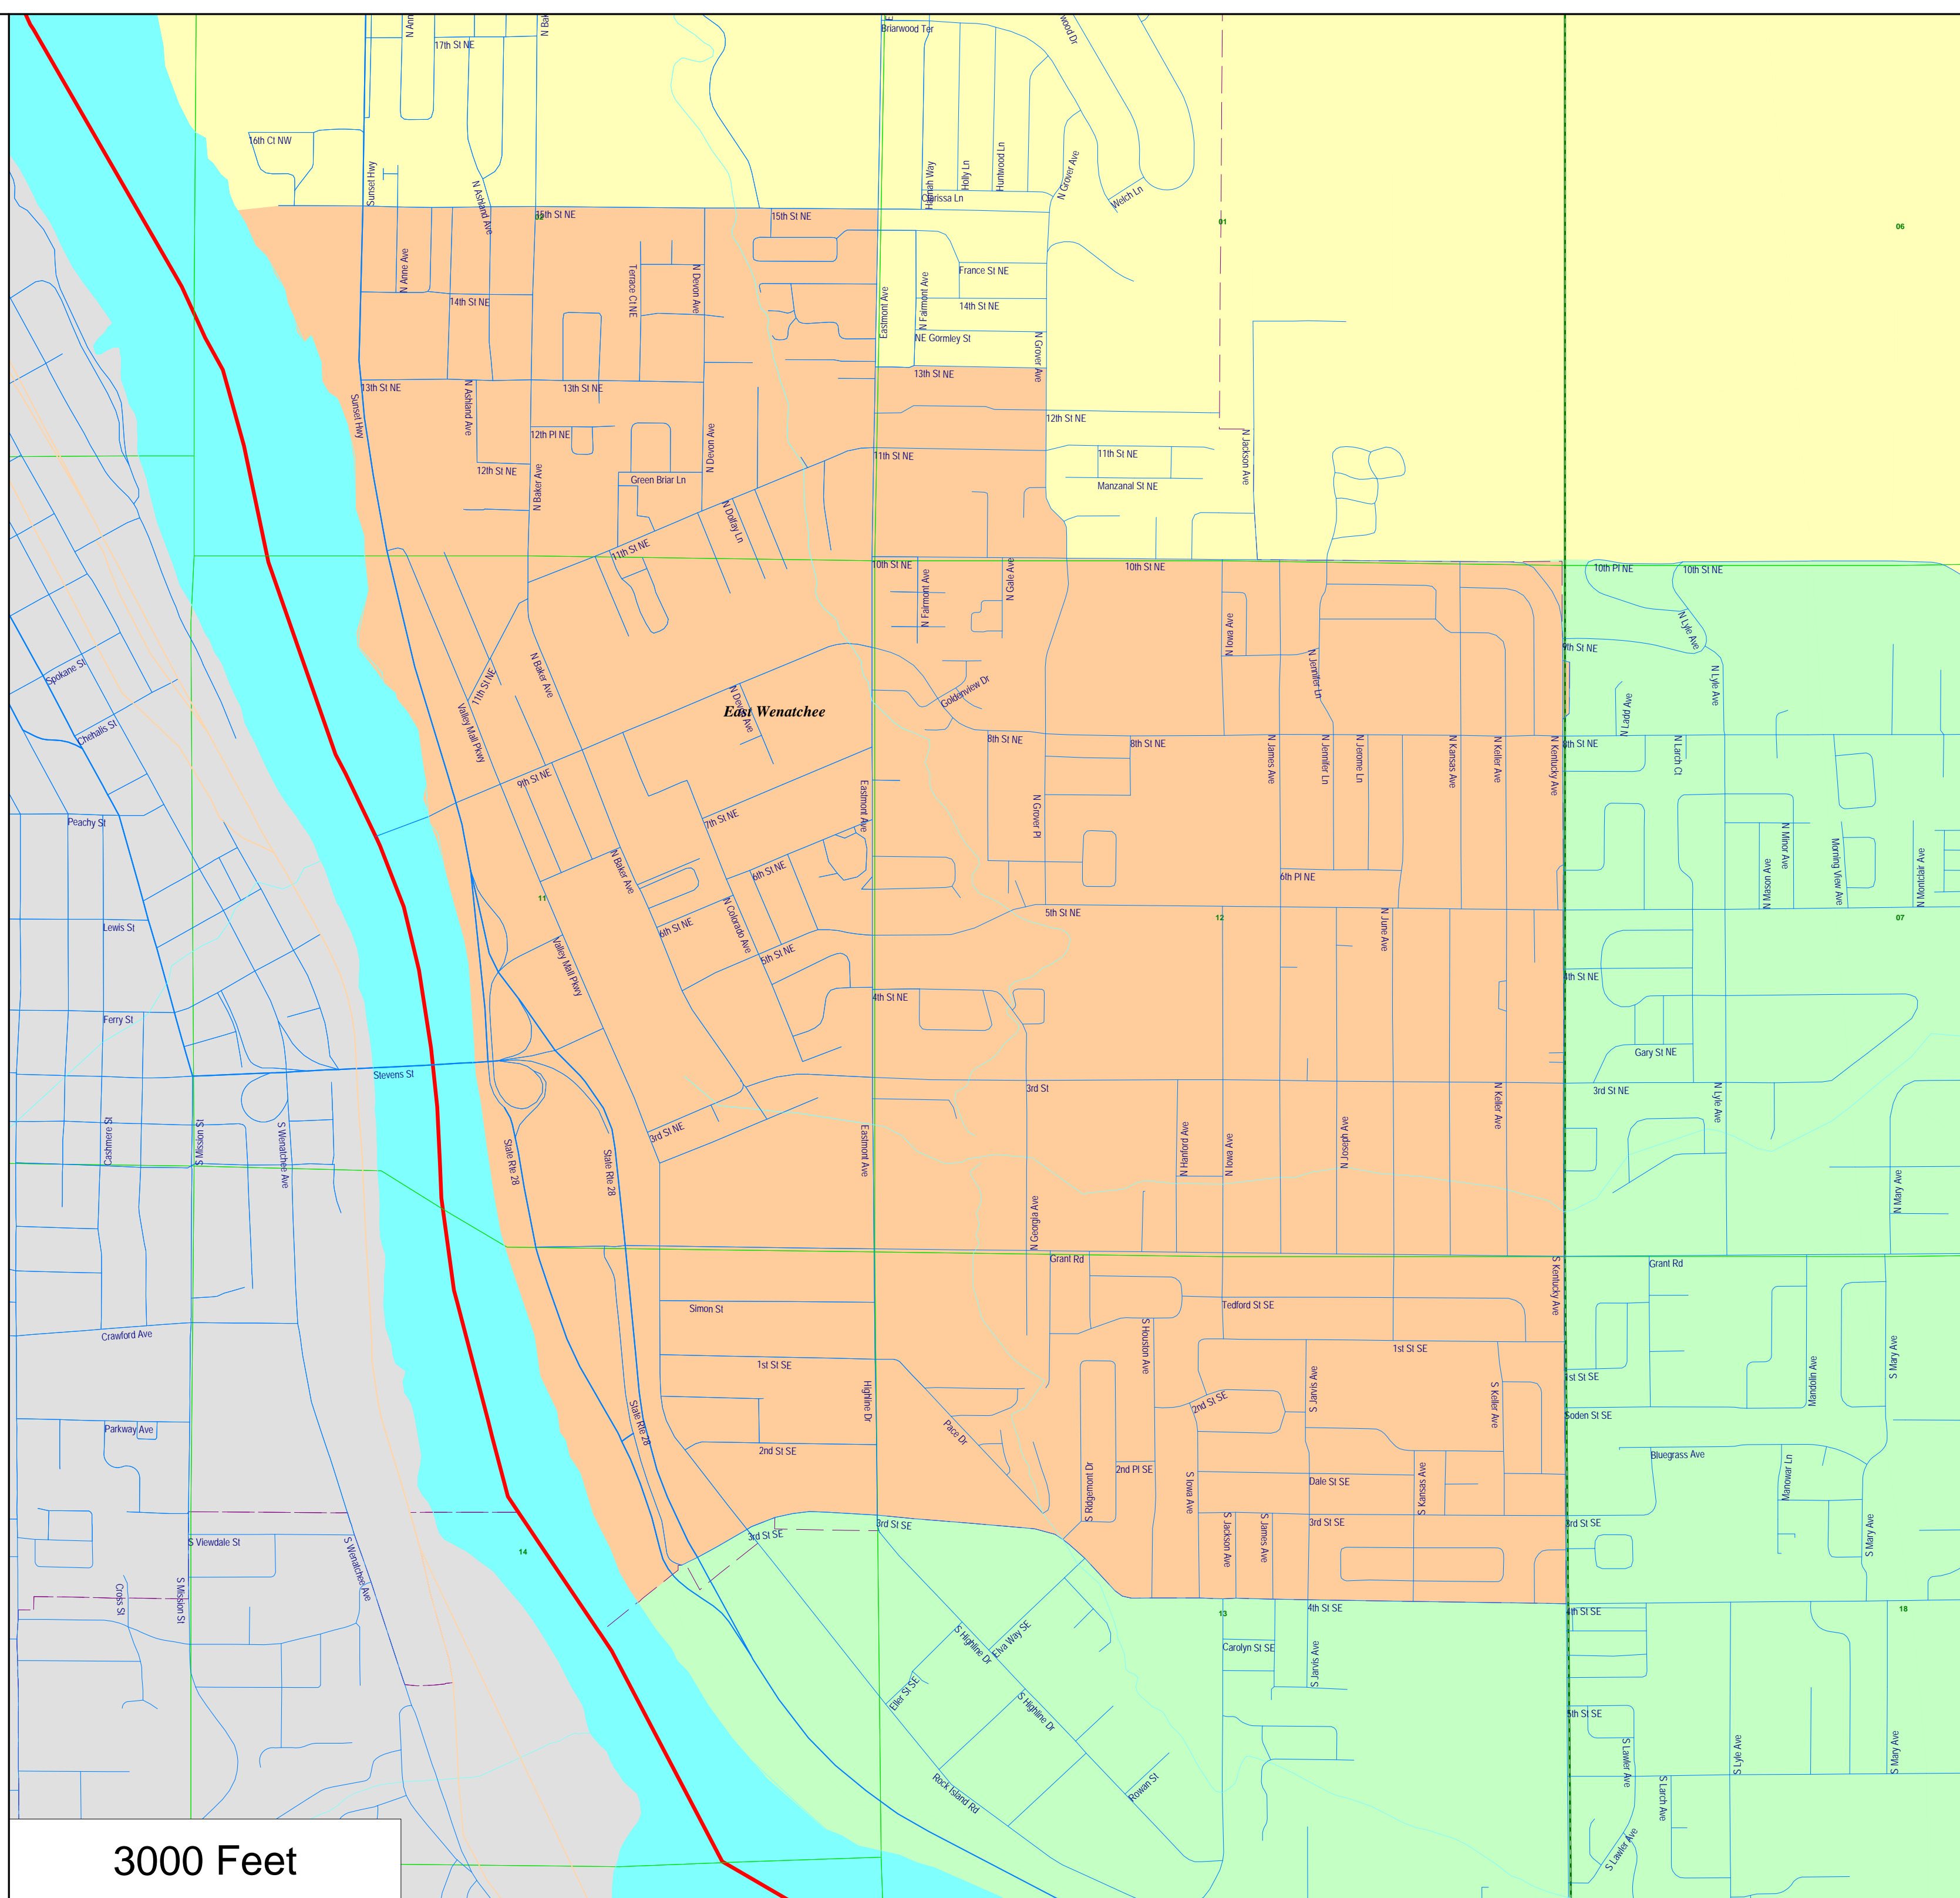 N Ann
N Bak
17th St NE
Briarwood Ter
wood Dr
16th Ct NW
Sunset Hwy
N Ashland Ave
Hannah Way
Holly Ln
Huntwood Ln
N Grover Ave
Welch Ln
Clarissa Ln
02
15th St NE
15th St NE
01
06
N Anne Ave
14th St NE
Terrace Ct NE
N Devon Ave
Eastmont Ave
N Fairmont Ave
France St NE
14th St NE
NE Gormley St
N Grover Ave
13th St NE
13th St NE
13th St NE
Sunset Hwy
N Ashland Ave
12th Pl NE
12th St NE
N Baker Ave
Green Briar Ln
N Devon Ave
N Dolfay Ln
11th St NE
11th St NE
12th St NE
11th St NE
Manzanal St NE
N Jackson Ave
10th St NE
N Fairmont Ave
N Gale Ave
10th St NE
10th Pl NE
10th St NE
N Lyle Ave
9th St NE
N Iowa Ave
N Jennifer Ln
Spokane St
Chehalis St
11th St NE
N Baker Ave
Valley Mall Pkwy
N Devon Ave
East Wenatchee
Goldenview Dr
N Lyle Ave
N Ladd Ave
8th St NE
8th St NE
8th St NE
N Larch Ct
9th St NE
7th St NE
Eastmont Ave
N Grover Pl
N James Ave
N Jennifer Ln
N Jerome Ln
N Kansas Ave
N Keller Ave
N Kentucky Ave
Peachy St
N Baker Ave
6th St NE
6th Pl NE
N Mason Ave
N Minor Ave
Morning View Ave
N Montclair Ave
11
Lewis St
6th St NE
N Colorado Ave
5th St NE
5th St NE
12
N June Ave
07
Valley Mall Pkwy
4th St NE
4th St NE
Ferry St
Gary St NE
Stevens St
3rd St
3rd St NE
Cashmere St
S Mission St
S Wenatchee Ave
State Rte 28
State Rte 28
3rd St NE
Eastmont Ave
N Georgia Ave
N Hanford Ave
N Iowa Ave
N Joseph Ave
N Keller Ave
N Lyle Ave
N Mary Ave
Grant Rd
Grant Rd
S Kentucky Ave
Simon St
Tedford St SE
Crawford Ave
1st St SE
S Houston Ave
1st St SE
1st St SE
Mandolin Ave
S Mary Ave
Highline Dr
Pace Dr
2nd St SE
S Jarvis Ave
S Keller Ave
Soden St SE
Parkway Ave
State Rte 28
2nd St SE
S Ridgemont Dr
2nd Pl SE
S Iowa Ave
Dale St SE
S Kansas Ave
Bluegrass Ave
Manowar Ln
S Mary Ave
S Viewdale St
S Wenatchee Ave
14
3rd St SE
3rd St SE
S Jackson Ave
S James Ave
3rd St SE
3rd St SE
Cross St
S Mission St
13
4th St SE
4th St SE
18
S Highline Dr
Elva Way SE
Carolyn St SE
S Jarvis Ave
Eller St SE
S Highline Dr
5th St SE
Rock Island Rd
Rowan St
S Lawler Ave
S Larch Ave
S Lyle Ave
S Mary Ave
S Lawler Ave
3000 Feet